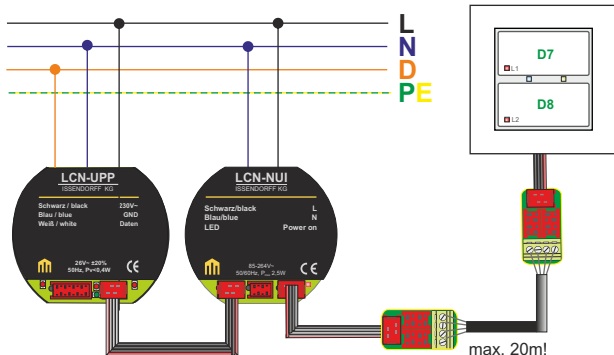 L
N
D
PE
D7
L1
D8
L2
LCN-UPP
ISSENDORFF KG
Schwarz / black 230V~
Blau / blue GND
Weiß / white Daten
26V~ ±20%
50Hz, Pv<0,4W
CE
LCN-NUI
ISSENDORFF KG
Schwarz/black L
Blau/blue N
LED Power on
85-264V~
50/60Hz, P 2,5W
CE
max. 20m!